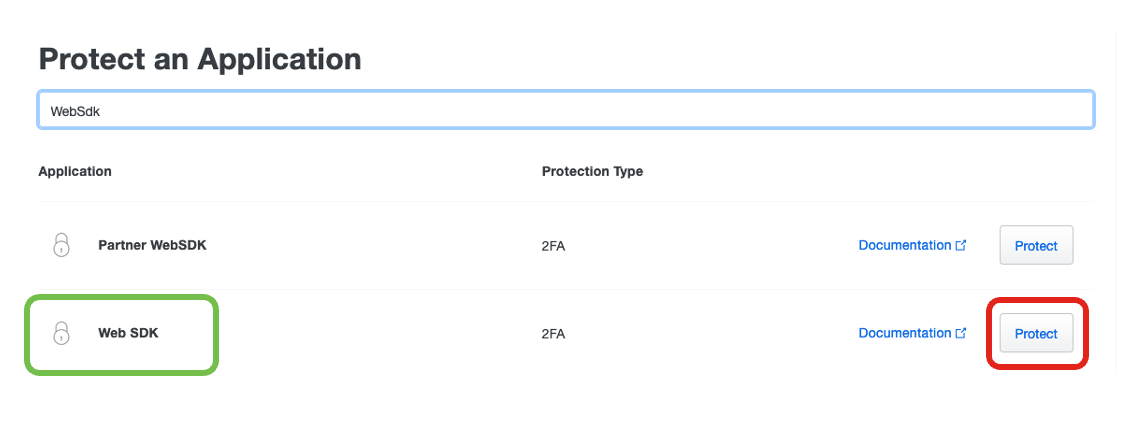 Protect an Application
WebSdk
Application Protection Type
Partner WebSDK 2FA Documentation Protect
Web SDK 2FA Documentation Protect